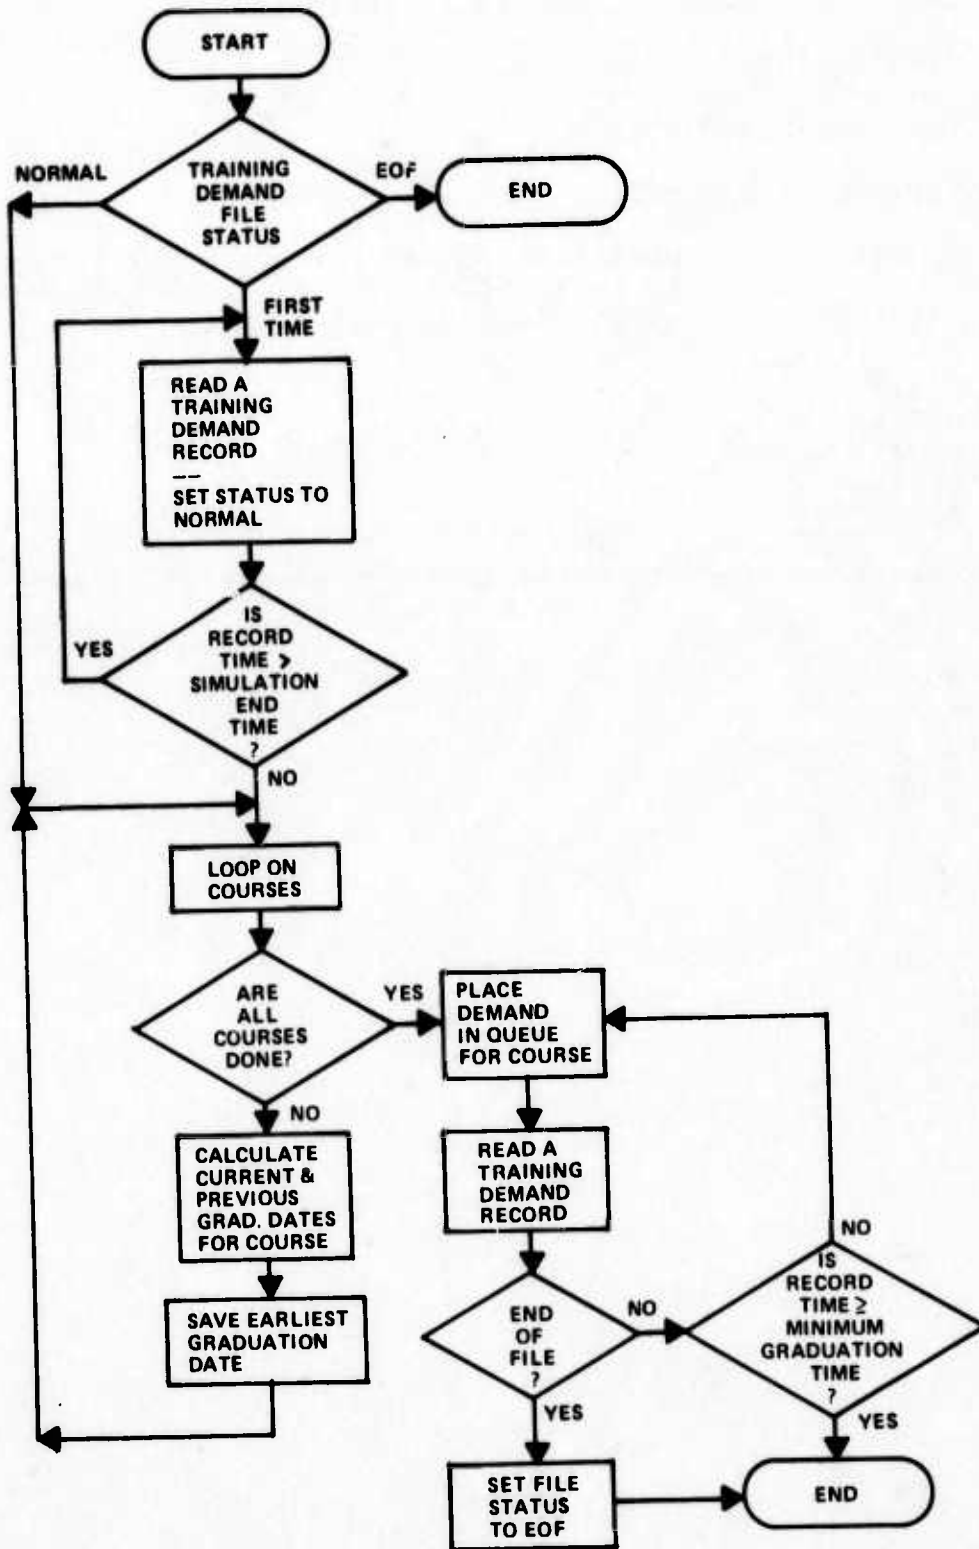 START
NORMAL
TRAINING
DEMAND
FILE
STATUS
EOF
END
FIRST
TIME
READ A
TRAINING
DEMAND
RECORD
——
SET STATUS TO
NORMAL
IS
RECORD
TIME >
SIMULATION
END
TIME
?
YES
NO
LOOP ON
COURSES
ARE
ALL
COURSES
DONE?
YES
NO
PLACE
DEMAND
IN QUEUE
FOR COURSE
CALCULATE
CURRENT &
PREVIOUS
GRAD. DATES
FOR COURSE
READ A
TRAINING
DEMAND
RECORD
SAVE EARLIEST
GRADUATION
DATE
END
OF
FILE
?
NO
YES
NO
IS
RECORD
TIME ≥
MINIMUM
GRADUATION
TIME
?
YES
SET FILE
STATUS
TO EOF
END